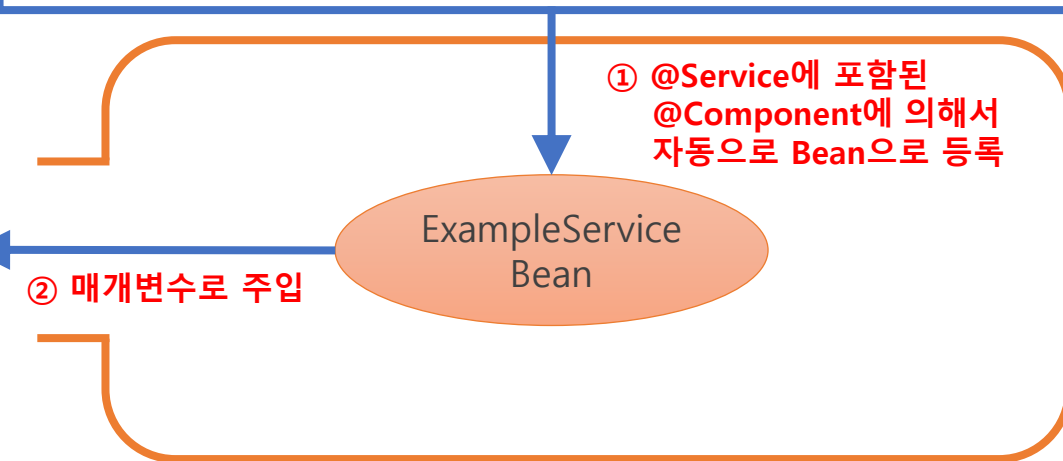 ① @Service에 포함된
@Component에 의해서
자동으로 Bean으로 등록
ExampleService
Bean
② 매개변수로 주입